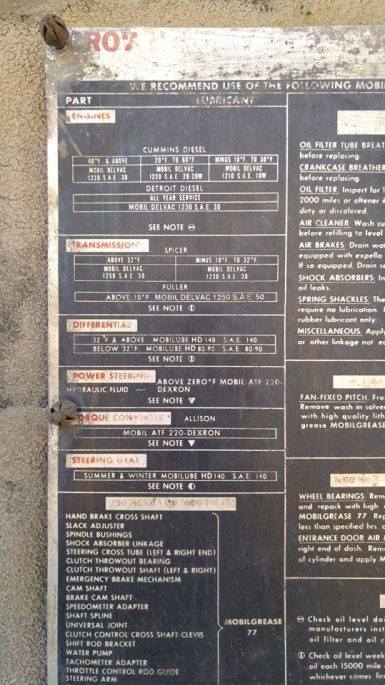 ROY
WE RECOMMEND USE OF THE FOLLOWING MOBIL
PART LUBRICANT
ENGINES
CUMMINS DIESEL
40°F & ABOVE 20°F TO 60°F MINUS 10°F TO 30°F
MOBIL DELVAC MOBIL DELVAC MOBIL DELVAC
1230 S.A.E. 30 1220 S.A.E. 20-20W 1210 S.A.E. 10W
DETROIT DIESEL
ALL YEAR SERVICE
MOBIL DELVAC 1230 S.A.E. 30
SEE NOTE ⊖
TRANSMISSION
SPICER
ABOVE 32°F MINUS 10°F TO 32°F
MOBIL DELVAC MOBIL DELVAC
1250 S.A.E. 50 1230 S.A.E. 30
FULLER
ABOVE 10°F MOBIL DELVAC 1250 S.A.E. 50
SEE NOTE
DIFFERENTIAL
32°F & ABOVE MOBILUBE HD 140 S.A.E. 140
BELOW 32°F MOBILUBE HD 80-90 S.A.E. 80-90
SEE NOTE
POWER STEERING
HYDRAULIC FLUID — ABOVE ZERO°F MOBIL ATF 220-
DEXRON
SEE NOTE ▼
TORQUE CONVERTER ALLISON
MOBIL ATF 220-DEXRON
SEE NOTE ▼
STEERING GEAR
SUMMER & WINTER MOBILUBE HD 140 S.A.E. 140
SEE NOTE
HAND BRAKE CROSS SHAFT
SLACK ADJUSTER
SPINDLE BUSHINGS
SHOCK ABSORBER LINKAGE
STEERING CROSS TUBE (LEFT & RIGHT END)
CLUTCH THROWOUT BEARING
CLUTCH THROWOUT SHAFT (LEFT & RIGHT)
EMERGENCY BRAKE MECHANISM
CAM SHAFT
BRAKE CAM SHAFT
SPEEDOMETER ADAPTER
SHAFT SPLINE
UNIVERSAL JOINT
CLUTCH CONTROL CROSS SHAFT CLEVIS
SHIFT ROD BRACKET
WATER PUMP
TACHOMETER ADAPTER
THROTTLE CONTROL ROD GUIDE
STEERING ARM
MOBILGREASE
77
OIL FILTER TUBE BREAT
before replacing.
CRANKCASE BREATHER
before replacing.
OIL FILTER Inspect for
2000 miles or oftener i
dirty or discolored.
AIR CLEANER Wash cu
before refilling to level
AIR BRAKES Drain wat
equipped with expello
If so equipped, Drain s
SHOCK ABSORBERS: In
oil leaks.
SPRING SHACKLES The
require no lubrication. I
rubber lubricant only.
MISCELLANEOUS Apply
or other linkage not e
FAN-FIXED PITCH. Fro
Remove wash in solve
with high quality lith
grease MOBILGREAS
WHEEL BEARINGS Rem
and repack with high
MOBILGREASE 77 Rep
less than specified hrs.
ENTRANCE DOOR AIR
right end of dash. Rem
of cylinder and apply M
⊖ Check oil level da
manufacturers inst
oil filter and oil c
Check oil level week
oil each 15000 mile
whichever comes fir